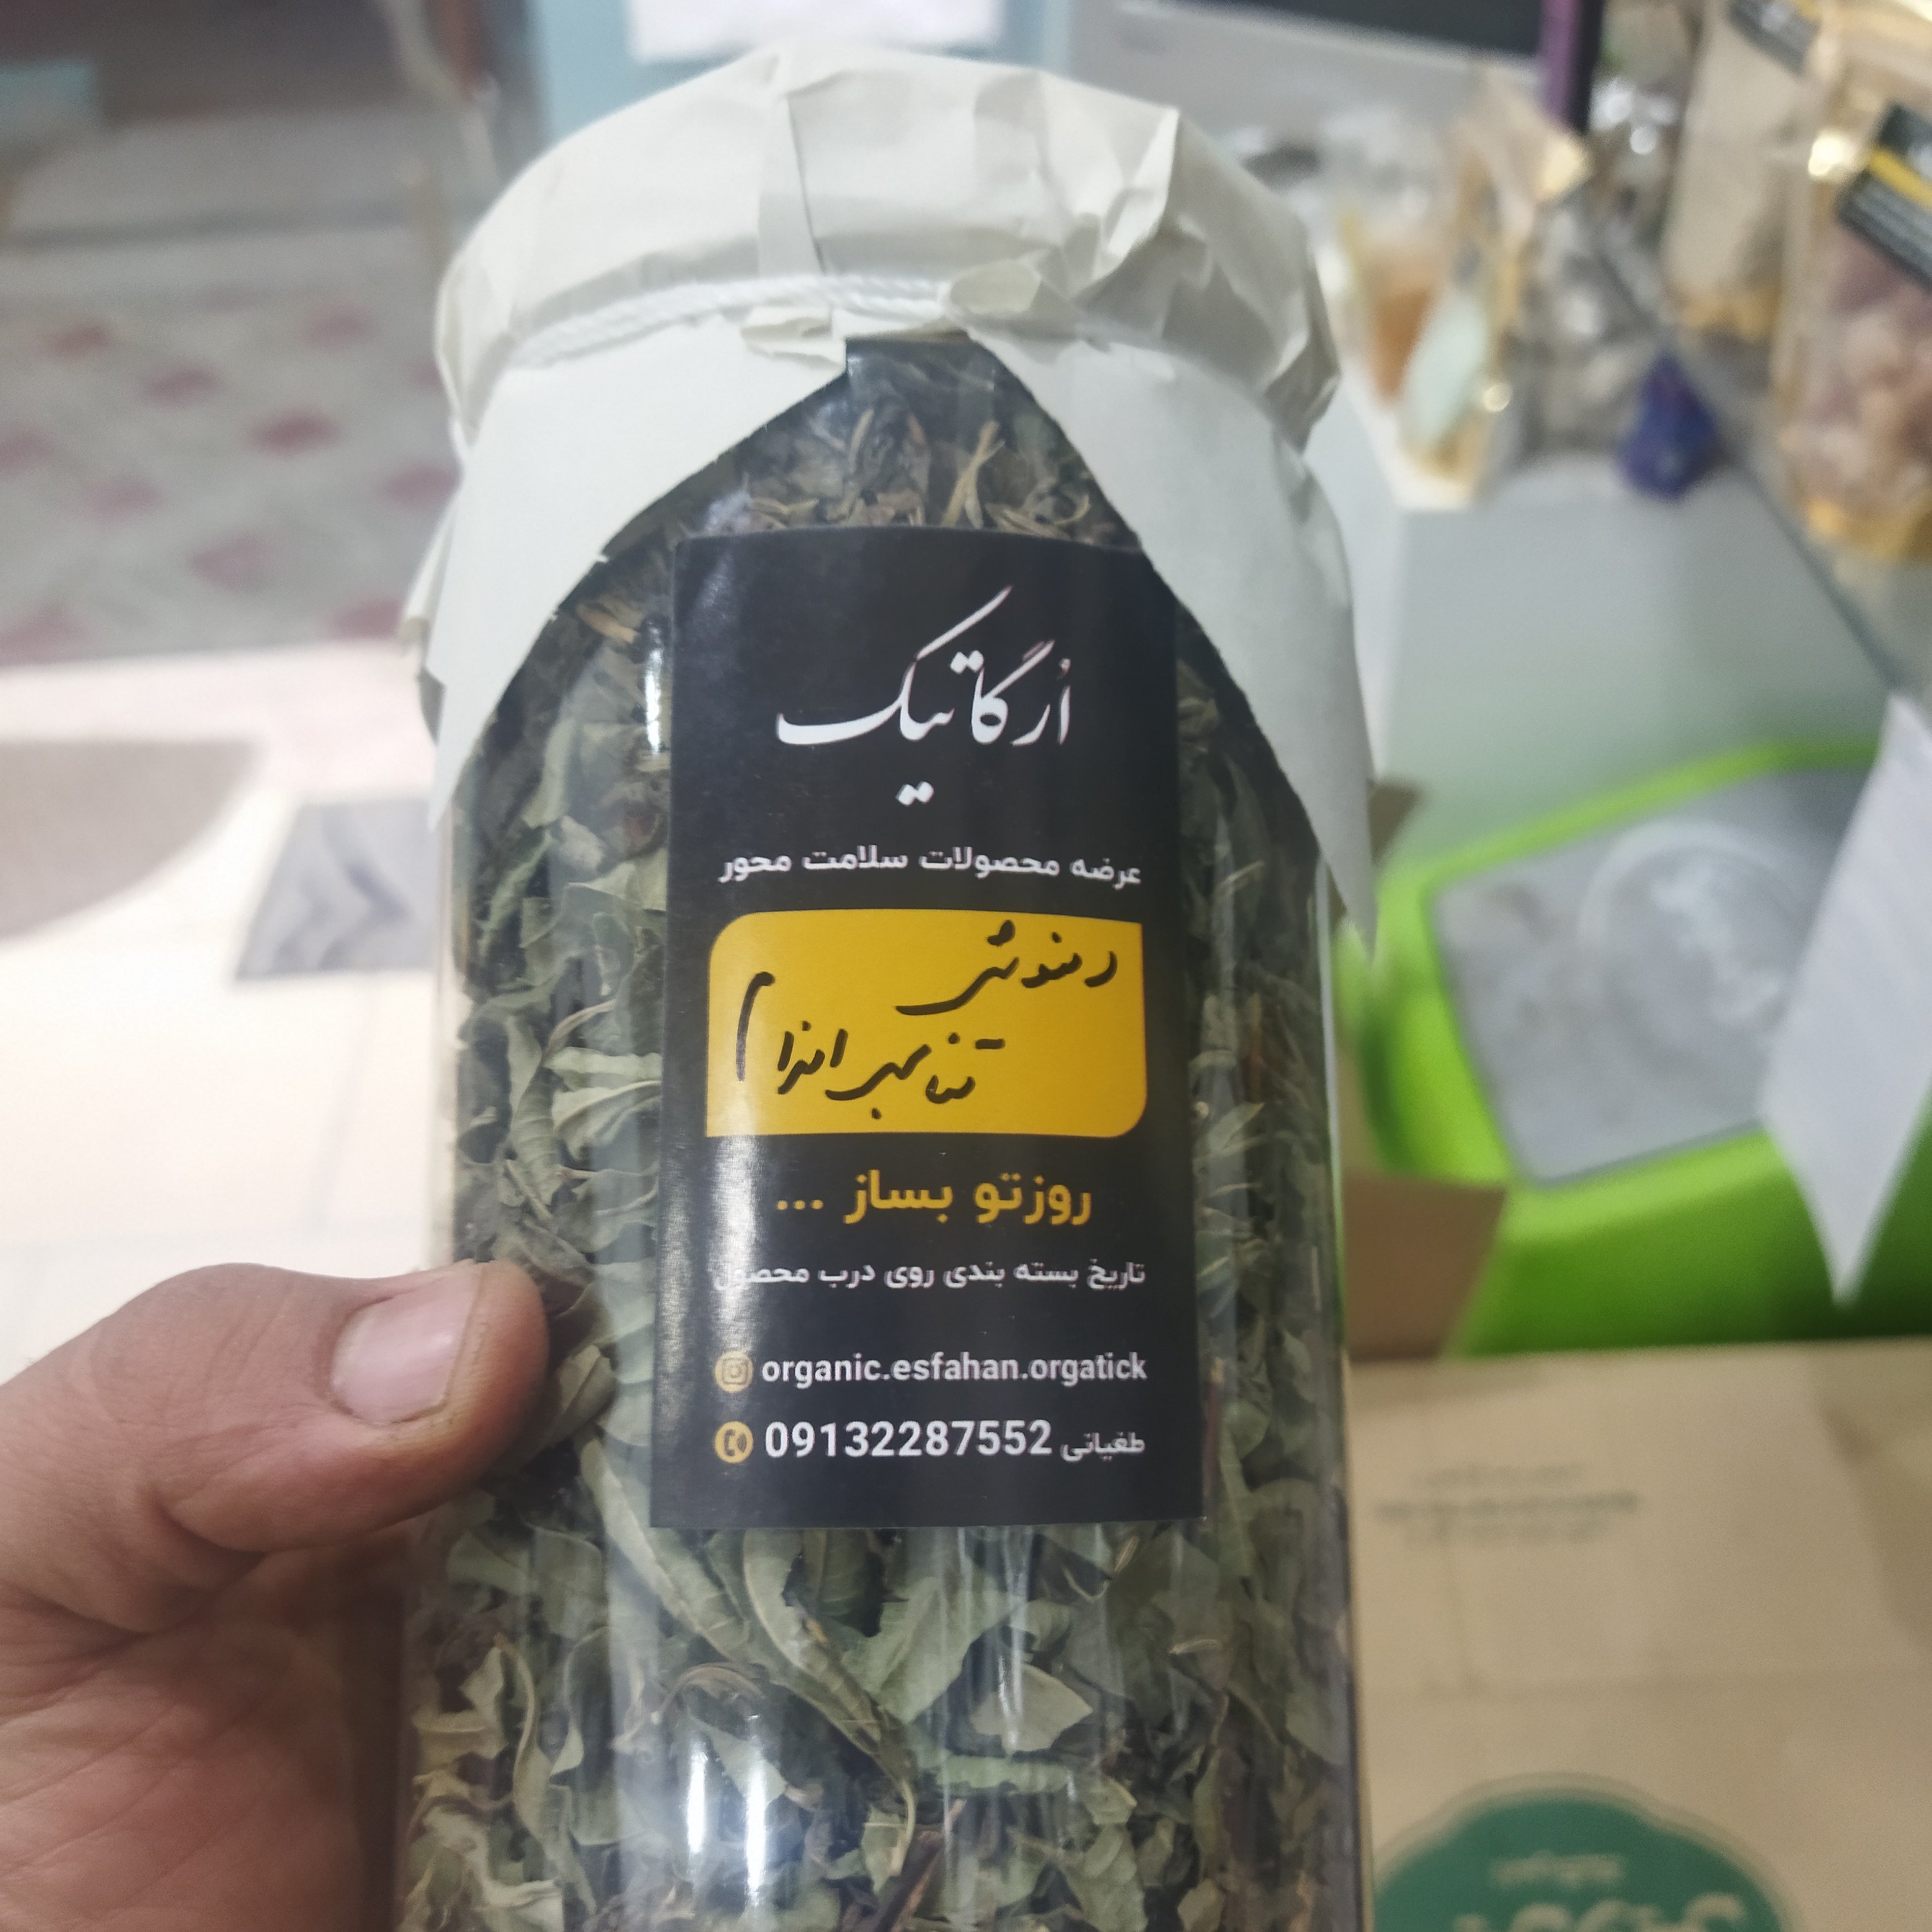 اُرگاتیک
عرضه محصولات سلامت محور
دمنوش
تناسب اندام
روزتو بساز ...
تاریخ بسته بندی روی درب محصول
organic.esfahan.orgatick
09132287552 طغیانی